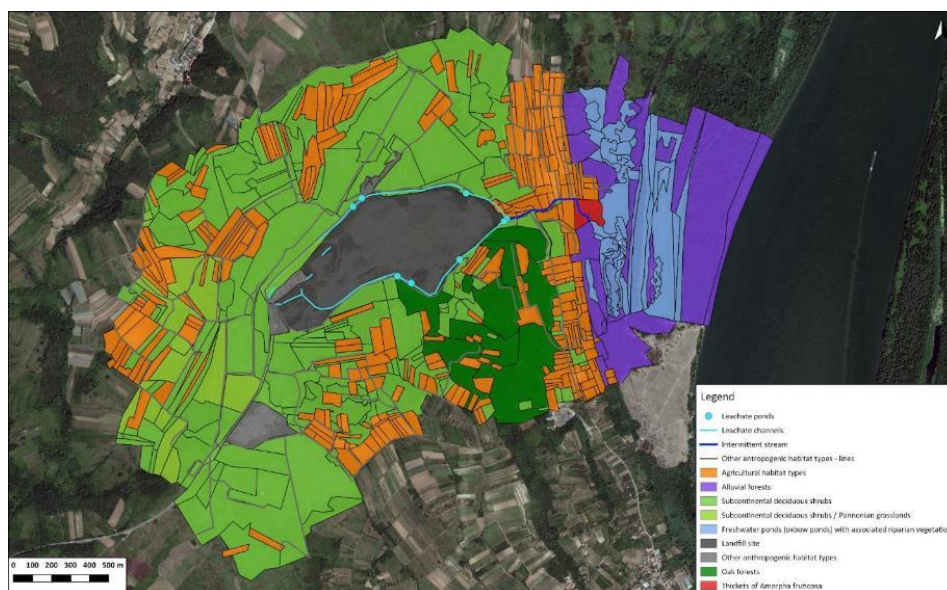 Legend
Leachate ponds
Leachate channels
Intermittent stream
Other antropogenic habitat types - lines
Agricultural habitat types
Alluvial forests
Subcontinental deciduous shrubs
Subcontinental deciduous shrubs / Pannonian grasslands
Freshwater ponds (oxbow ponds) with associated riparian vegetatio
Landfill site
Other anthropogenic habitat types
Oak forests
Thickets of Amorpha fruticosa
0 100 200 300 400 500 m